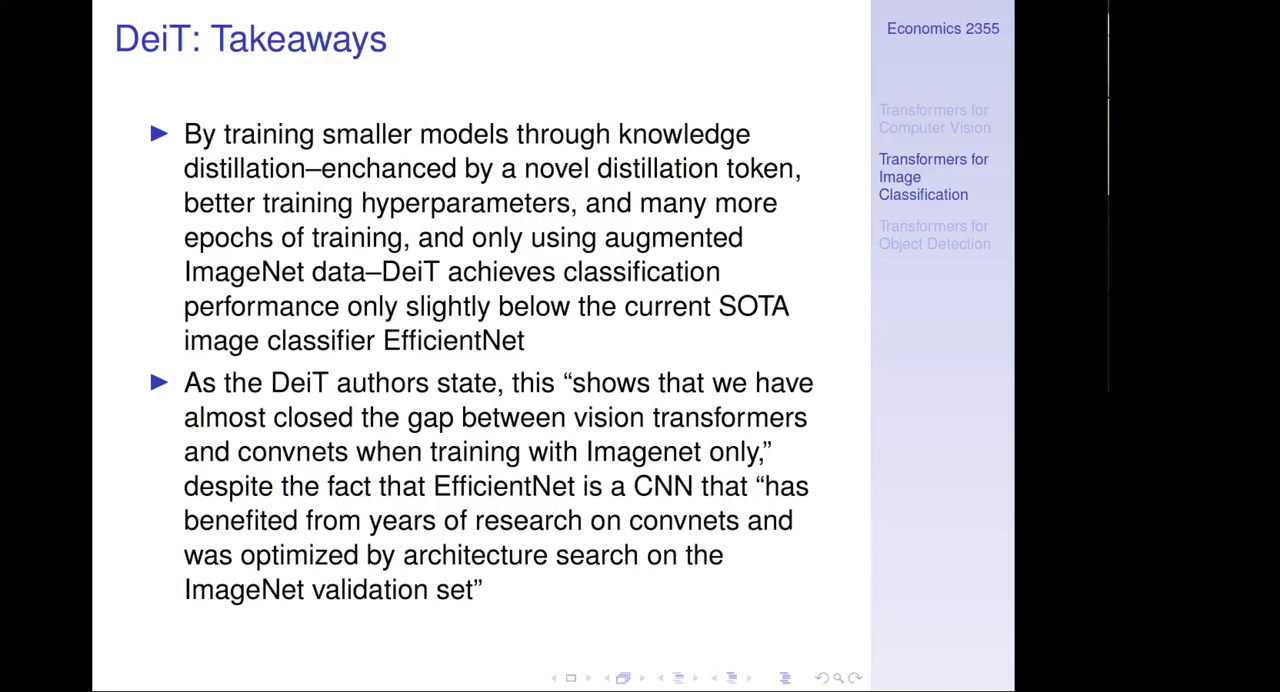 DeiT: Takeaways
By training smaller models through knowledge
distillation–enchanced by a novel distillation token,
better training hyperparameters, and many more
epochs of training, and only using augmented
ImageNet data–DeiT achieves classification
performance only slightly below the current SOTA
image classifier EfficientNet
As the DeiT authors state, this “shows that we have
almost closed the gap between vision transformers
and convnets when training with Imagenet only,”
despite the fact that EfficientNet is a CNN that “has
benefited from years of research on convnets and
was optimized by architecture search on the
ImageNet validation set”
Economics 2355
Transformers for
Computer Vision
Transformers for
Image
Classification
Transformers for
Object Detection